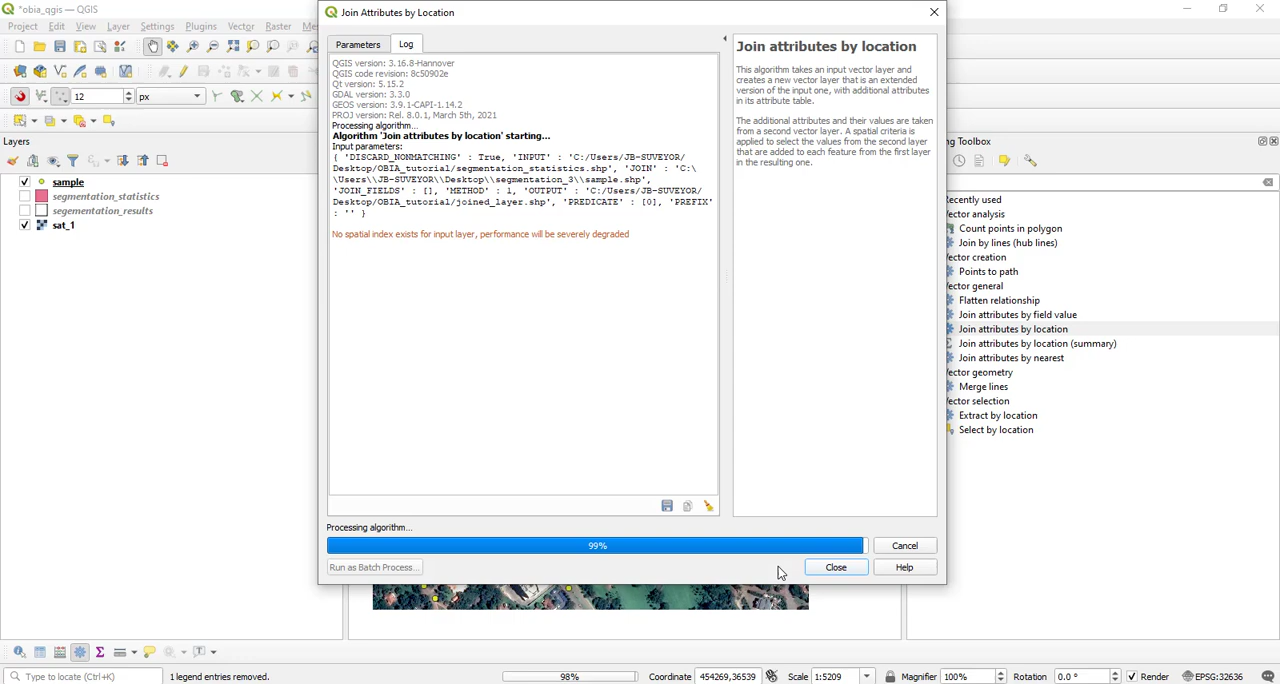 *obia_qgis — QGIS
Project Edit View Layer Settings Plugins Vector Raster
12 px
Layers
sample
segmentation_statistics
segementation_results
sat_1
Join Attributes by Location
Parameters Log
QGIS version: 3.16.8-Hannover
QGIS code revision: 8c50902e
Qt version: 5.15.2
GDAL version: 3.3.0
GEOS version: 3.9.1-CAPI-1.14.2
PROJ version: Rel. 8.0.1, March 5th, 2021
Processing algorithm…
Algorithm 'Join attributes by location' starting…
Input parameters:
{ 'DISCARD_NONMATCHING' : True, 'INPUT' : 'C:/Users/JB-SUVEYOR/
Desktop/OBIA_tutorial/segmentation_statistics.shp', 'JOIN' : 'C:\
\Users\\JB-SUVEYOR\\Desktop\\segmentation_3\\sample.shp',
'JOIN_FIELDS' : [], 'METHOD' : 1, 'OUTPUT' : 'C:/Users/JB-SUVEYOR/
Desktop/OBIA_tutorial/joined_layer.shp', 'PREDICATE' : [0], 'PREFIX'
: '' }
No spatial index exists for input layer, performance will be severely degraded
Join attributes by location
This algorithm takes an input vector layer and
creates a new vector layer that is an extended
version of the input one, with additional attributes
in its attribute table.
The additional attributes and their values are taken
from a second vector layer. A spatial criteria is
applied to select the values from the second layer
that are added to each feature from the first layer
in the resulting one.
Processing algorithm…
99%
Cancel
Run as Batch Process…
Close
Help
ng Toolbox
ecently used
ector analysis
Count points in polygon
Join by lines (hub lines)
ector creation
Points to path
ector general
Flatten relationship
Join attributes by field value
Join attributes by location
Join attributes by location (summary)
Join attributes by nearest
ector geometry
Merge lines
ector selection
Extract by location
Select by location
Type to locate (Ctrl+K)
1 legend entries removed.
98%
Coordinate 454269,36539
Scale 1:5209
Magnifier 100%
Rotation 0.0 °
Render
EPSG:32636